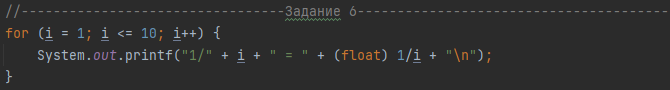 //---------------------------------Задание 6---------------------------------------
for (i = 1; i <= 10; i++) {
    System.out.printf("1/" + i + " = " + (float) 1/i + "\n");
}